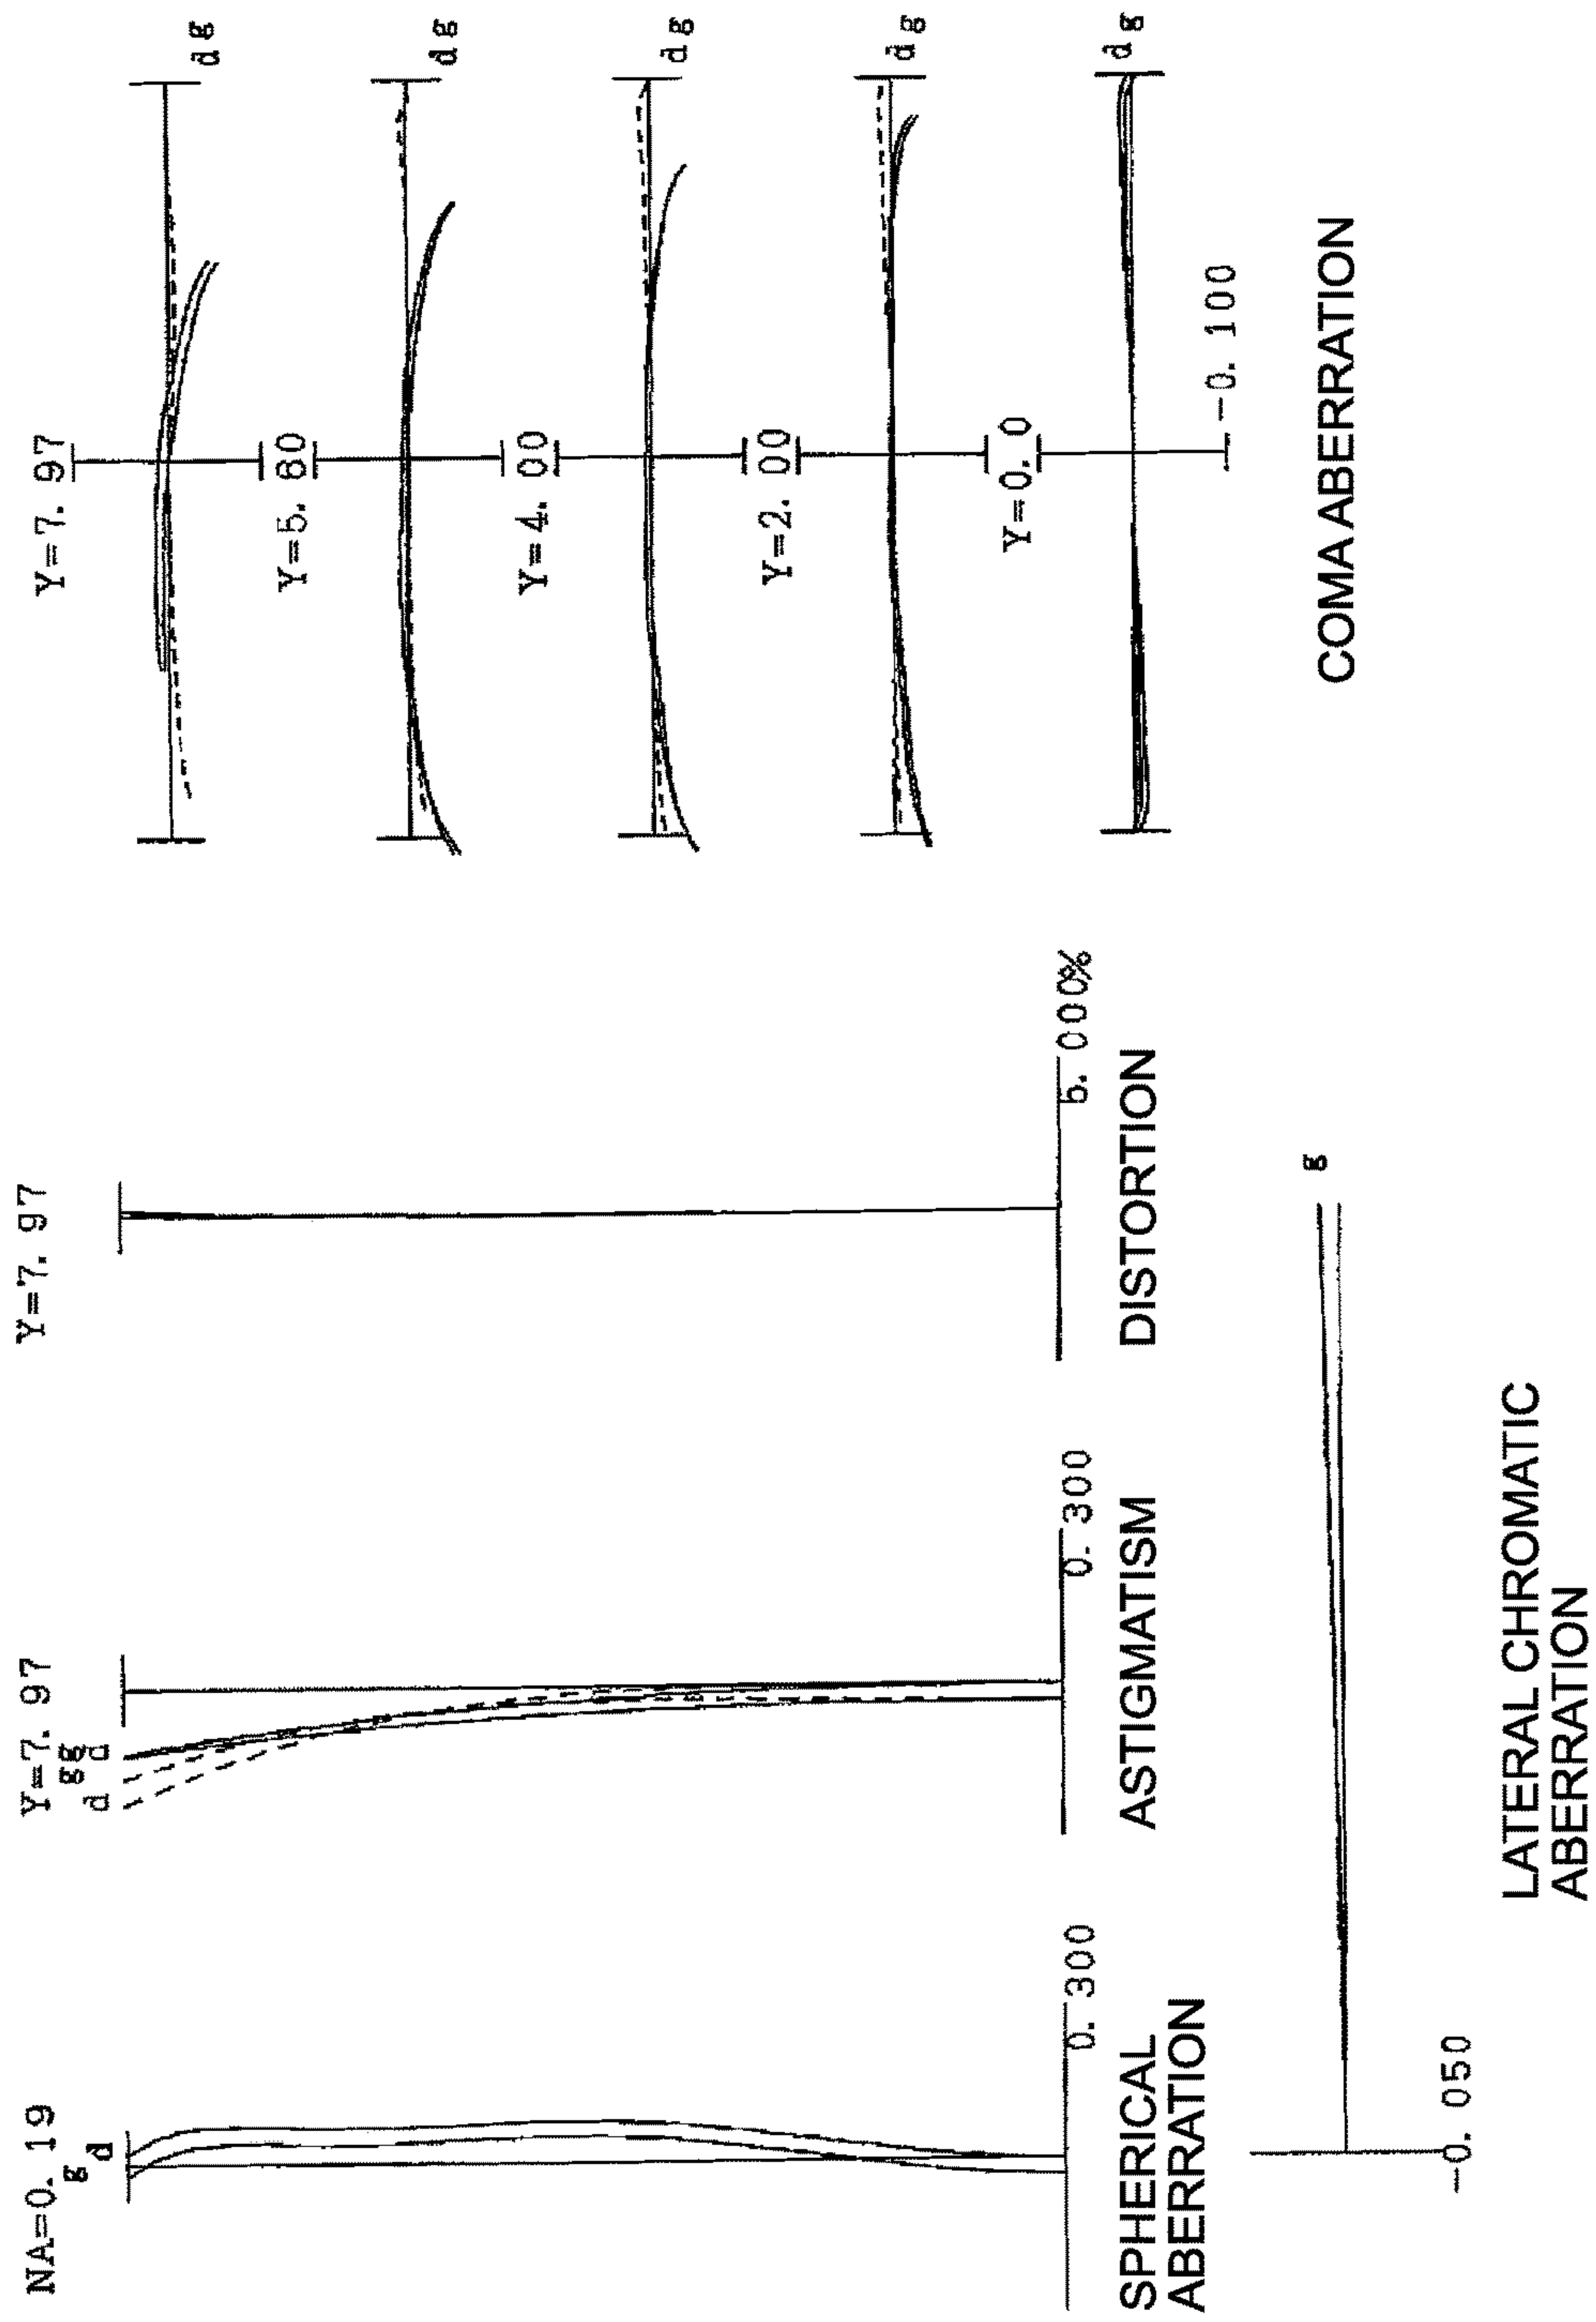 NA=0. 19
g
d
0. 300
SPHERICAL
ABERRATION
Y=7. 97
g g
d d
0. 300
ASTIGMATISM
Y=7. 97
5. 000%
DISTORTION
Y=7. 97
d g
Y=5. 80
d g
Y=4. 00
d g
Y=2. 00
d g
Y=0. 0
d g
-0. 100
COMA ABERRATION
g
-0. 050
LATERAL CHROMATIC
ABERRATION